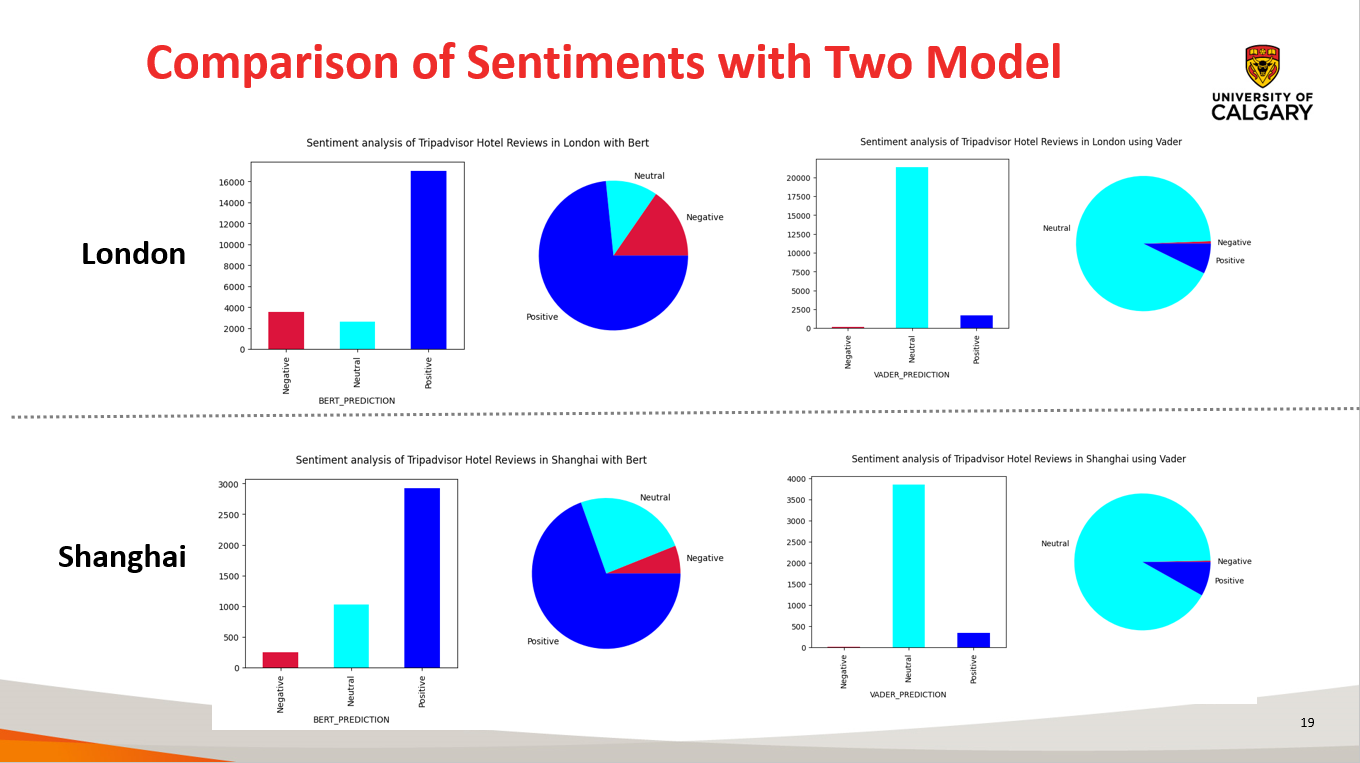 Comparison of Sentiments with Two Model
UNIVERSITY OF
CALGARY
London
Sentiment analysis of Tripadvisor Hotel Reviews in London with Bert
16000
14000
12000
10000
8000
6000
4000
2000
0
Negative
Neutral
Positive
BERT_PREDICTION
Neutral
Negative
Positive
Sentiment analysis of Tripadvisor Hotel Reviews in London using Vader
20000
17500
15000
12500
10000
7500
5000
2500
0
Negative
Neutral
Positive
VADER_PREDICTION
Neutral
Negative
Positive
Shanghai
Sentiment analysis of Tripadvisor Hotel Reviews in Shanghai with Bert
3000
2500
2000
1500
1000
500
0
Negative
Neutral
Positive
BERT_PREDICTION
Neutral
Negative
Positive
Sentiment analysis of Tripadvisor Hotel Reviews in Shanghai using Vader
4000
3500
3000
2500
2000
1500
1000
500
0
Negative
Neutral
Positive
VADER_PREDICTION
Neutral
Negative
Positive
19